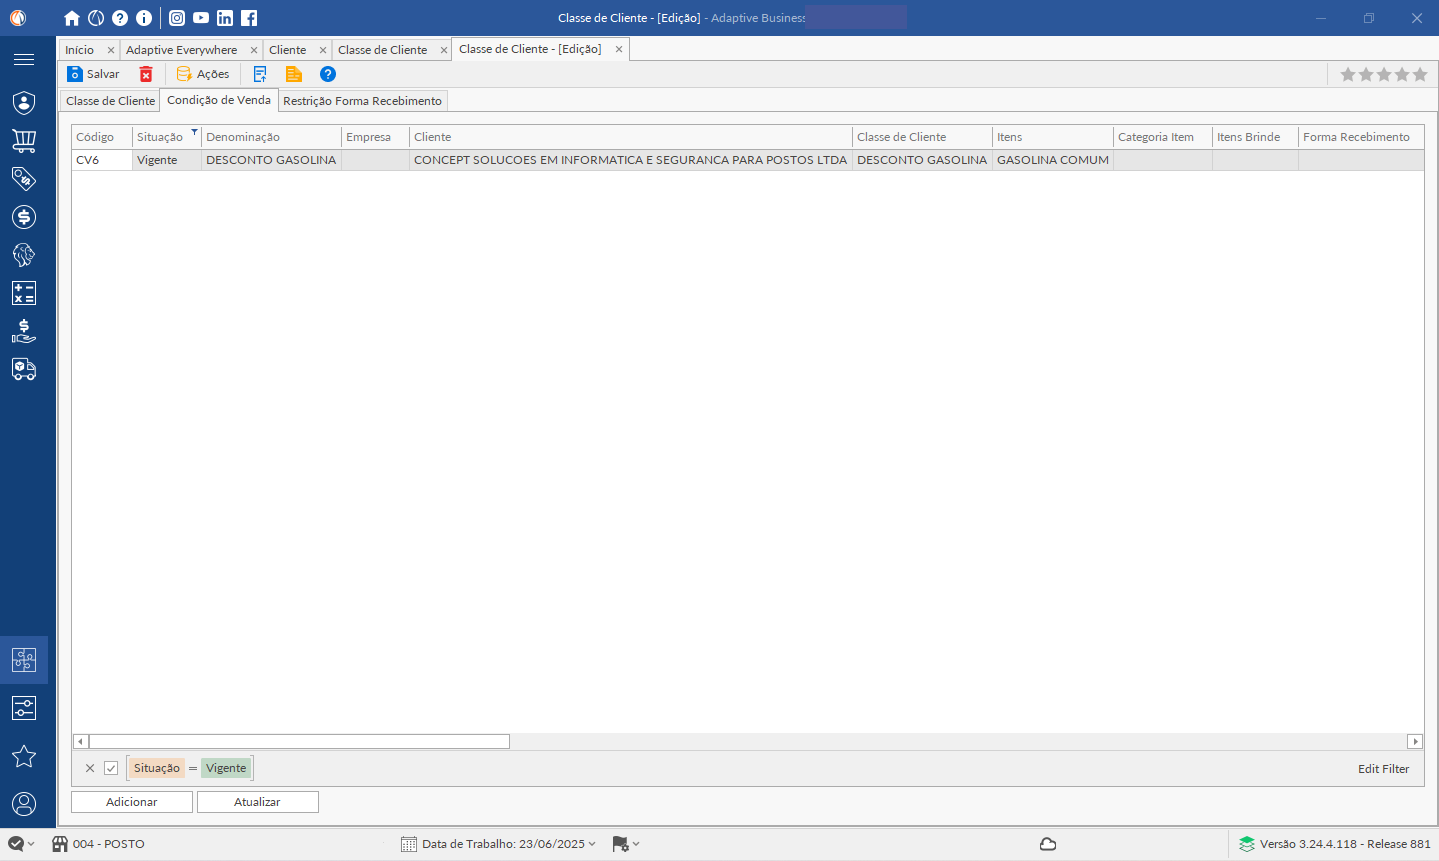 Classe de Cliente - [Edição] - Adaptive Business
Início Adaptive Everywhere Cliente Classe de Cliente Classe de Cliente - [Edição]
Salvar Ações
Classe de Cliente Condição de Venda Restrição Forma Recebimento
Código Situação Denominação Empresa Cliente Classe de Cliente Itens Categoria Item Itens Brinde Forma Recebimento
CV6 Vigente DESCONTO GASOLINA CONCEPT SOLUCOES EM INFORMATICA E SEGURANCA PARA POSTOS LTDA DESCONTO GASOLINA GASOLINA COMUM
Situação = Vigente Edit Filter
Adicionar Atualizar
004 - POSTO Data de Trabalho: 23/06/2025 Versão 3.24.4.118 - Release 881